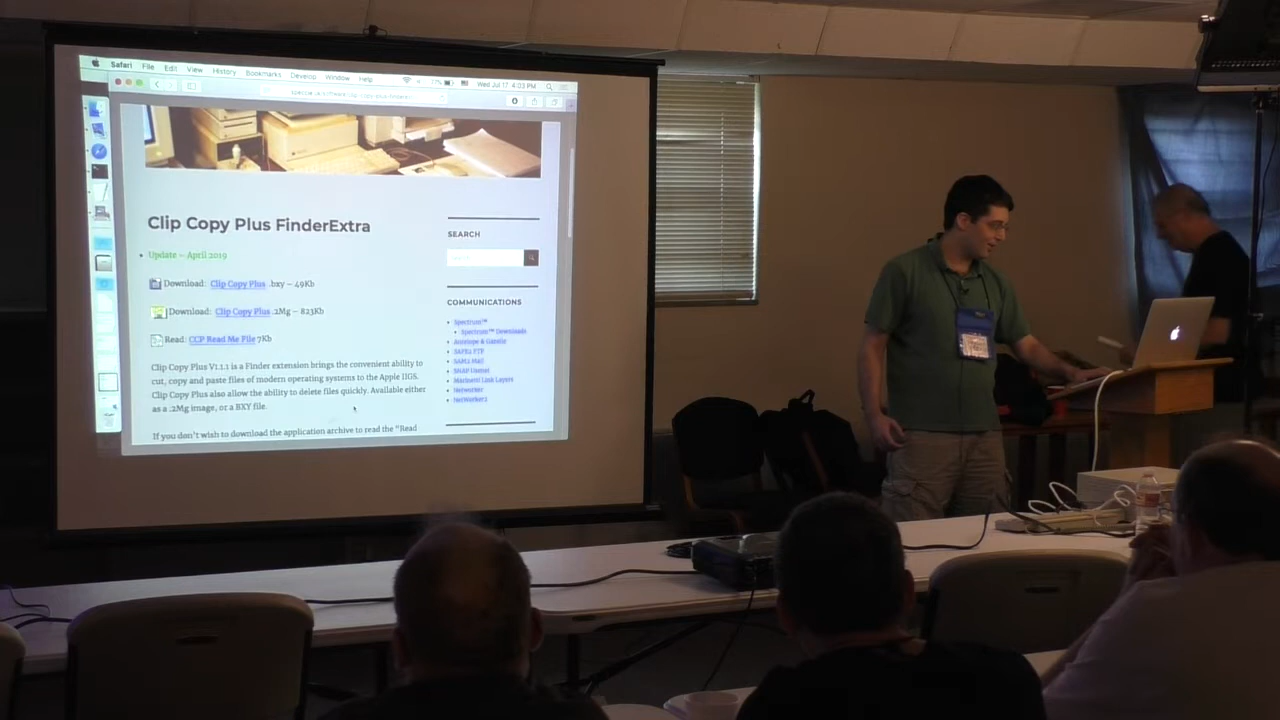 Safari File Edit View History Bookmarks Develop Window Help
Wed Jul 17 4:03 PM
Clip Copy Plus FinderExtra
Update – April 2019
Download: Clip Copy Plus .bxy – 49Kb
Download: Clip Copy Plus .2Mg – 823Kb
Read: CCP Read Me File 7Kb
Clip Copy Plus V1.1.1 is a Finder extension brings the convenient ability to
cut, copy and paste files of modern operating systems to the Apple IIGS.
Clip Copy Plus also allow the ability to delete files quickly. Available either
as a .2Mg image, or a BXY file.
If you don't wish to download the application archive to read the "Read
SEARCH
COMMUNICATIONS
Spectrum™
Spectrum™ Downloads
Antelope & Gazelle
SAFE2 FTP
SAM2 Mail
SNAP Usenet
Marinetti Link Layers
NetWorker
NetWorker2